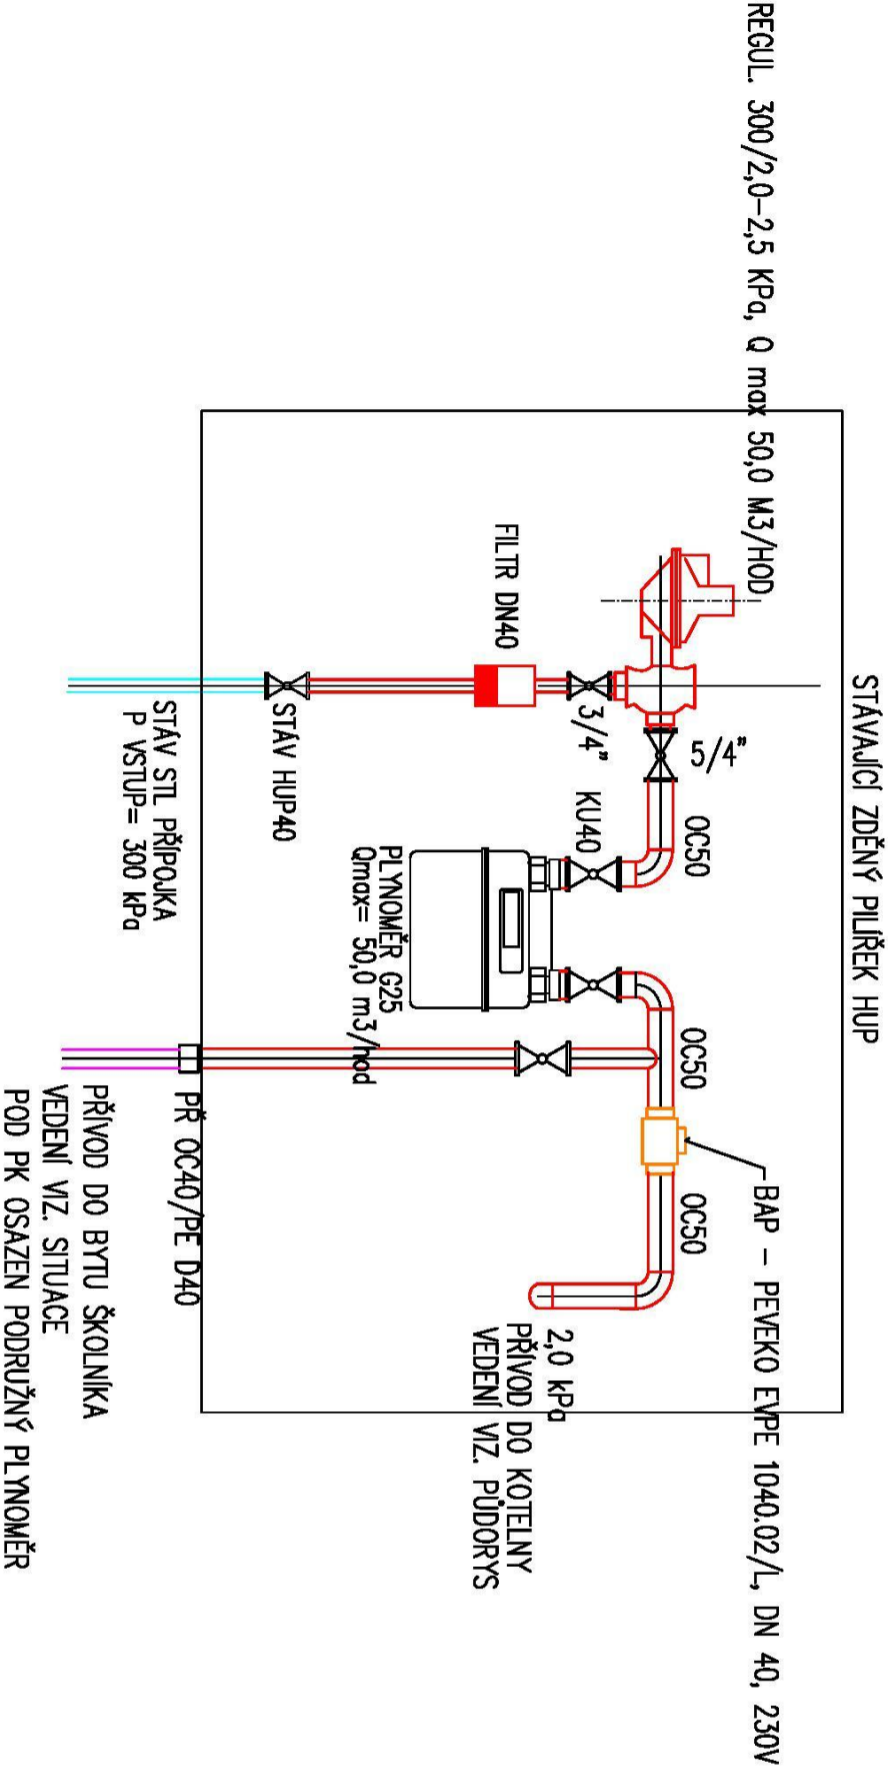 STÁVAJÍCÍ ZDĚNÝ PILÍŘEK HUP
REGUL. 300/2,0-2,5 KPa, Q max 50,0 M3/HOD
BAP - PEVEKO EVPE 1040.02/L, DN 40, 230V
5/4"
OC50
OC50
OC50
3/4"
KU40
FILTR DN40
2,0 kPa
PŘÍVOD DO KOTELNY
VEDENÍ VIZ. PŮDORYS
PLYNOMĚR G25
Qmax= 50,0 m3/hod
STÁV HUP40
STÁV STL PŘÍPOJKA
P VSTUP= 300 kPa
PŘ OC40/PE D40
PŘÍVOD DO BYTU ŠKOLNÍKA
VEDENÍ VIZ. SITUACE
POD PK OSAZEN PODRUŽNÝ PLYNOMĚR